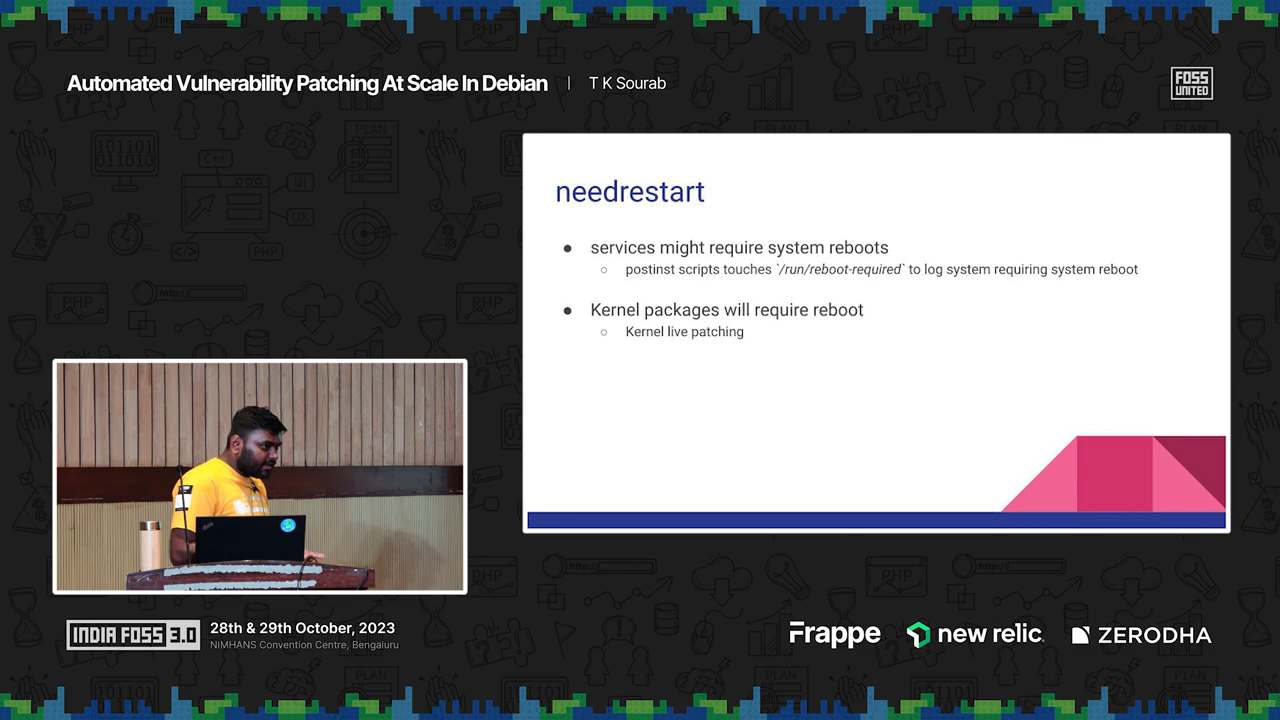 Automated Vulnerability Patching At Scale In Debian | T K Sourab
FOSS
UNITED
needrestart
● services might require system reboots
○ postinst scripts touches `/run/reboot-required` to log system requiring system reboot
● Kernel packages will require reboot
○ Kernel live patching
INDIA FOSS 3.0
28th & 29th October, 2023
NIMHANS Convention Centre, Bengaluru
Frappe
new relic
ZERODHA